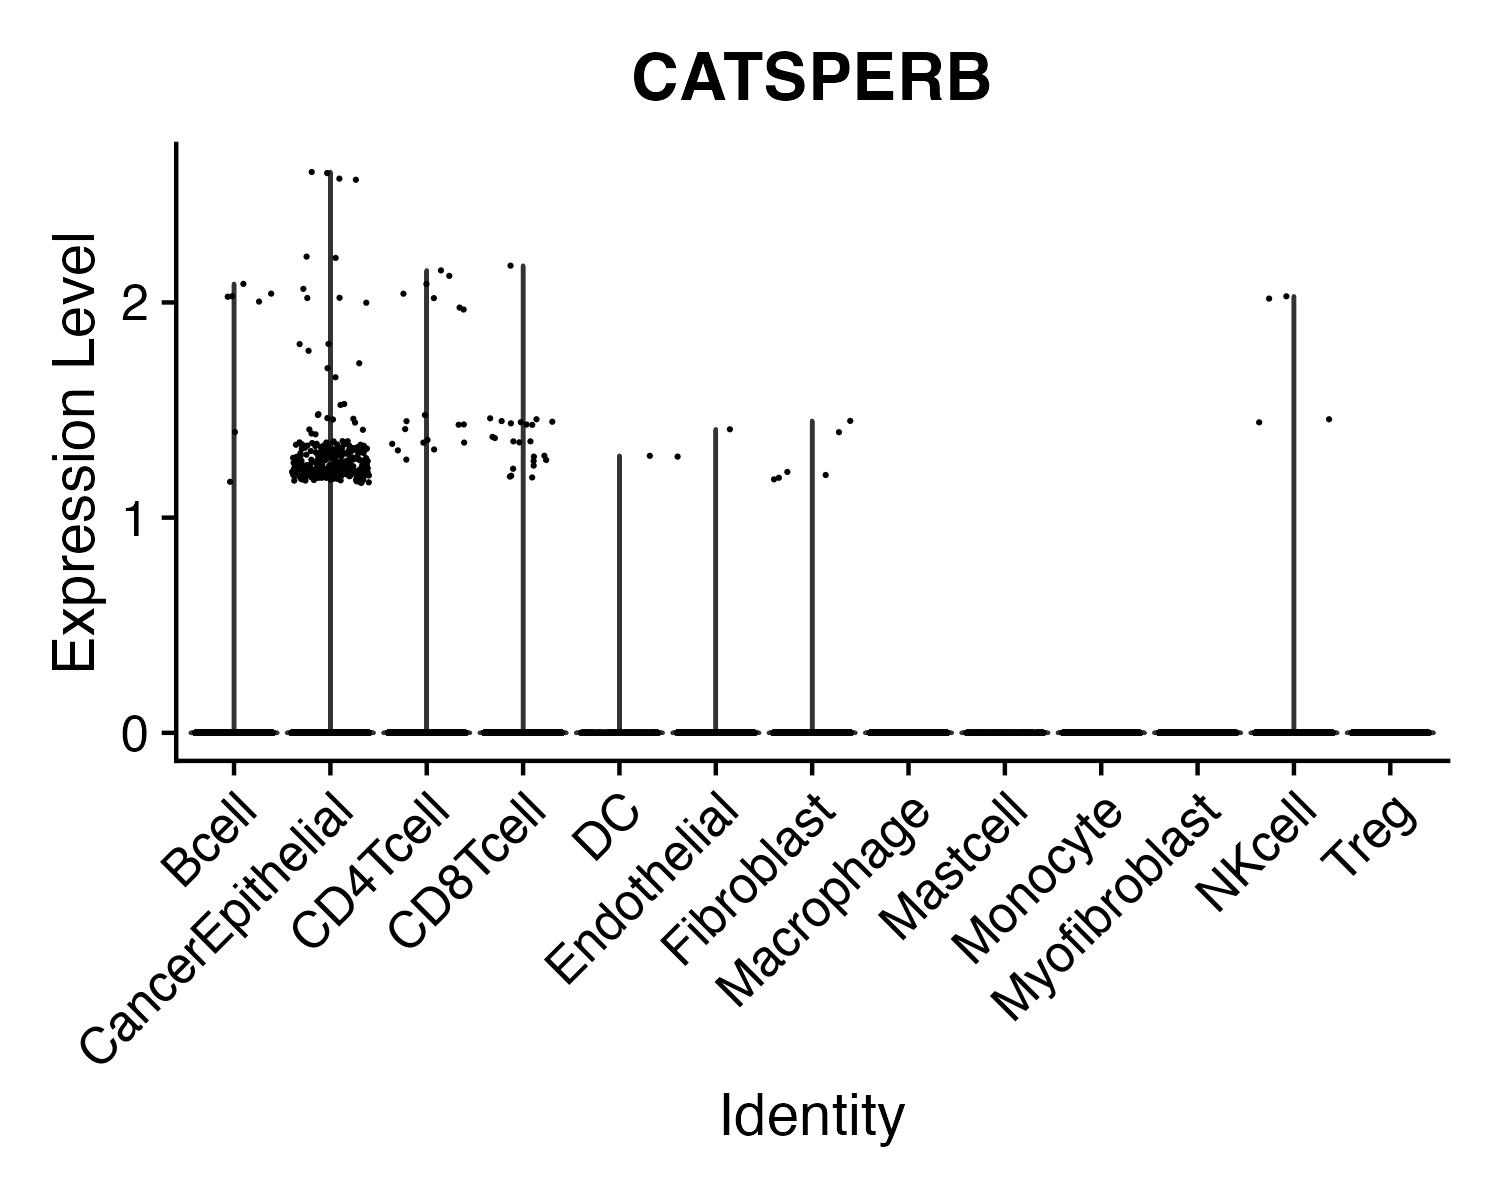 CATSPERB
Expression Level
2
1
0
Bcell
CancerEpithelial
CD4Tcell
CD8Tcell
DC
Endothelial
Fibroblast
Macrophage
Mastcell
Monocyte
Myofibroblast
NKcell
Treg
Identity